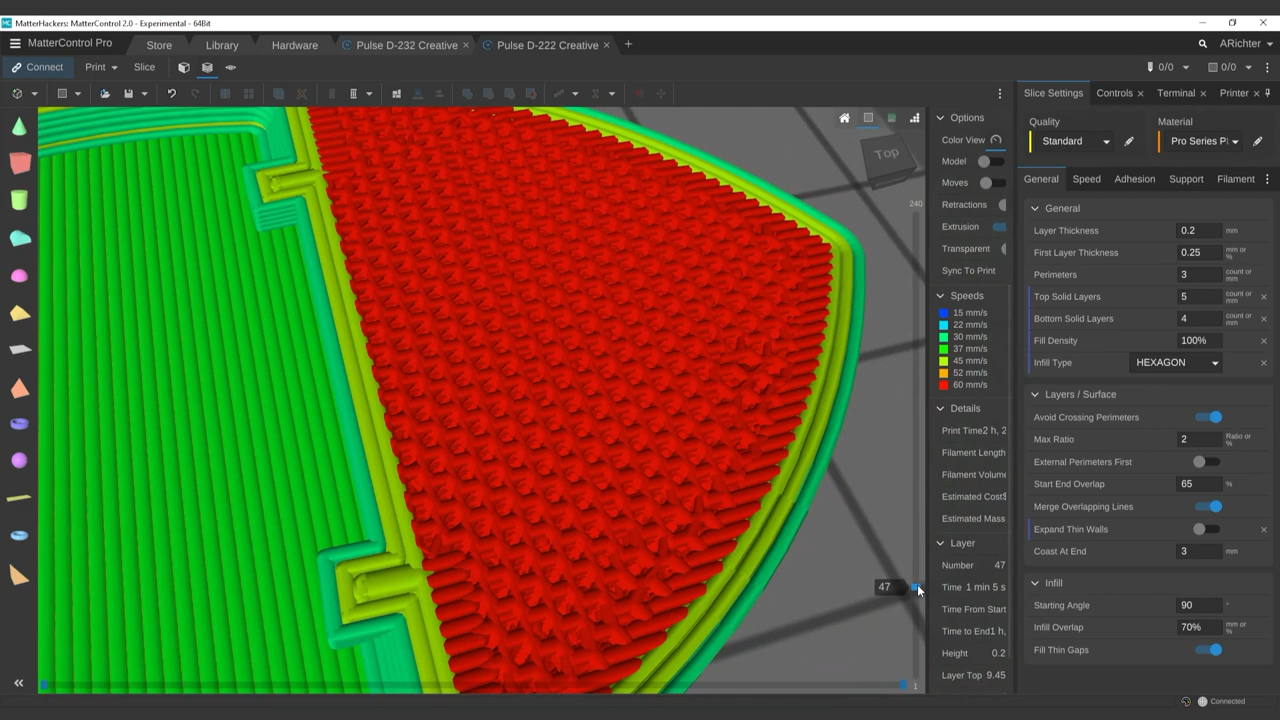 MatterHackers: MatterControl 2.0 - Experimental - 64Bit
MatterControl Pro
Store
Library
Hardware
Pulse D-232 Creative
Pulse D-222 Creative
ARichter
Connect
Print
Slice
0/0
0/0
Slice Settings
Controls
Terminal
Printer
Top
240
47
1
Options
Color View
Model
Moves
Retractions
Extrusion
Transparent
Sync To Print
Speeds
15 mm/s
22 mm/s
30 mm/s
37 mm/s
45 mm/s
52 mm/s
60 mm/s
Details
Print Time 2 h, 2
Filament Length
Filament Volume
Estimated Cost $
Estimated Mass
Layer
Number 47
Time 1 min 5 s
Time From Start
Time to End 1 h,
Height 0.2
Layer Top 9.45
Quality
Standard
Material
Pro Series P
General
Speed
Adhesion
Support
Filament
General
Layer Thickness 0.2 mm
First Layer Thickness 0.25 mm or %
Perimeters 3 count or mm
Top Solid Layers 5 count or mm
Bottom Solid Layers 4 count or mm
Fill Density 100%
Infill Type HEXAGON
Layers / Surface
Avoid Crossing Perimeters
Max Ratio 2 Ratio or %
External Perimeters First
Start End Overlap 65 %
Merge Overlapping Lines
Expand Thin Walls
Coast At End 3 mm
Infill
Starting Angle 90 °
Infill Overlap 70% mm or %
Fill Thin Gaps
Connected